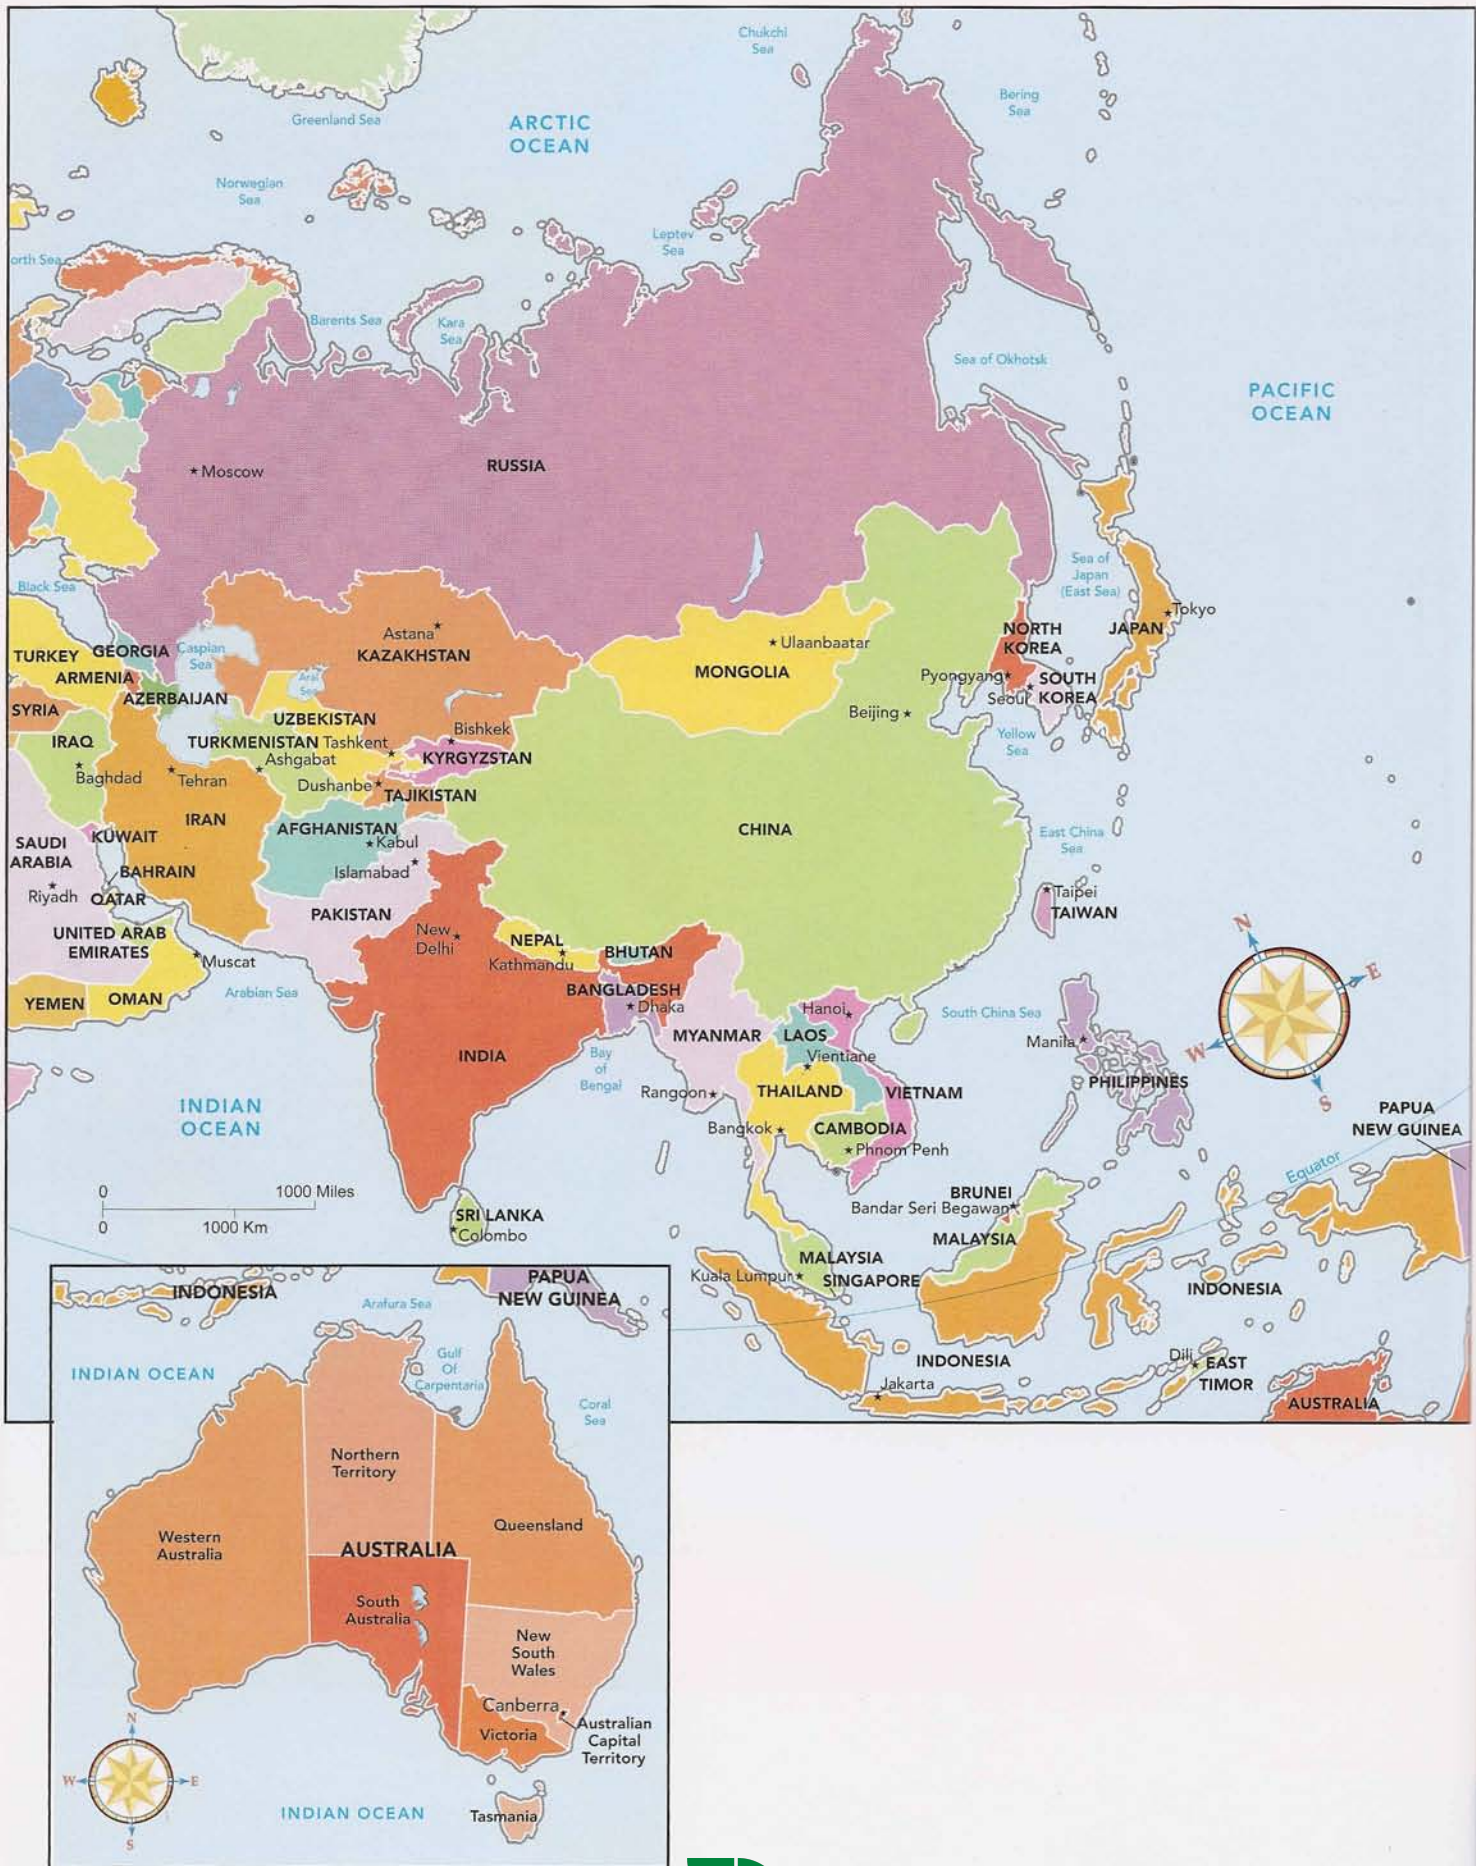 Chukchi
Sea
Bering
Sea
Greenland Sea
ARCTIC
OCEAN
Norwegian
Sea
Leptev
Sea
orth Sea
Barents Sea
Kara
Sea
Sea of Okhotsk
PACIFIC
OCEAN
Moscow
RUSSIA
Black Sea
Sea of
Japan
(East Sea)
Tokyo
Astana
KAZAKHSTAN
Ulaanbaatar
MONGOLIA
NORTH
KOREA
JAPAN
TURKEY
GEORGIA
Caspian
Sea
ARMENIA
AZERBAIJAN
Aral
Sea
Pyongyang
SOUTH
KOREA
Seoul
SYRIA
UZBEKISTAN
Beijing
IRAQ
TURKMENISTAN
Tashkent
Bishkek
Yellow
Sea
Ashgabat
KYRGYZSTAN
Baghdad
Tehran
Dushanbe
TAJIKISTAN
IRAN
AFGHANISTAN
CHINA
KUWAIT
Kabul
East China
Sea
SAUDI
ARABIA
BAHRAIN
Islamabad
Riyadh
QATAR
Taipei
TAIWAN
PAKISTAN
UNITED ARAB
EMIRATES
New
Delhi
NEPAL
Kathmandu
BHUTAN
Muscat
YEMEN
OMAN
Arabian Sea
BANGLADESH
Dhaka
Hanoi
South China Sea
N
E
W
S
MYANMAR
LAOS
Manila
INDIA
Bay
of
Bengal
Vientiane
Rangoon
THAILAND
VIETNAM
PHILIPPINES
INDIAN
OCEAN
Bangkok
CAMBODIA
Phnom Penh
PAPUA
NEW GUINEA
Equator
0
1000 Miles
0
1000 Km
SRI LANKA
Colombo
BRUNEI
Bandar Seri Begawan
MALAYSIA
MALAYSIA
Kuala Lumpur
SINGAPORE
INDONESIA
INDONESIA
Dili
EAST
TIMOR
Jakarta
AUSTRALIA
INDONESIA
PAPUA
NEW GUINEA
Arafura Sea
INDIAN OCEAN
Gulf
Of
Carpentaria
Coral
Sea
Northern
Territory
Western
Australia
Queensland
AUSTRALIA
South
Australia
New
South
Wales
Canberra
Victoria
Australian
Capital
Territory
N
W
E
S
INDIAN OCEAN
Tasmania